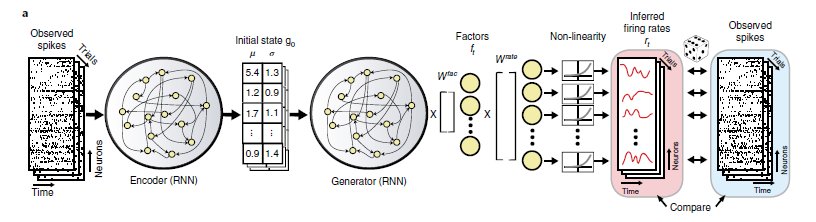 a
Observed
spikes
Trials
Neurons
Time
Encoder (RNN)
Initial state g0
μ σ
5.4 1.3
1.2 0.9
1.7 1.1
⋮ ⋮
0.9 1.4
Generator (RNN)
X
Wfac
Factors
ft
X
Wrate
Non-linearity
Inferred
firing rates
rt
Trials
Neurons
Time
Observed
spikes
Trials
Neurons
Time
Compare